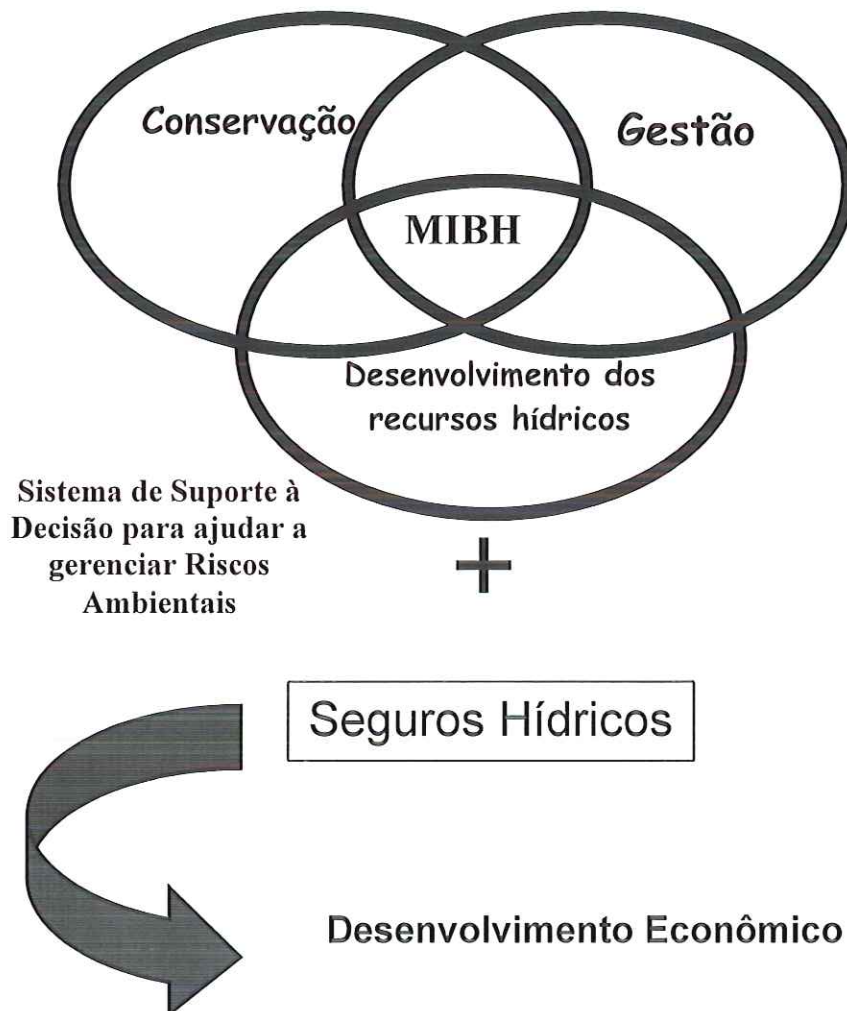 Conservação
Gestão
MIBH
Desenvolvimento dos
recursos hídricos
Sistema de Suporte à
Decisão para ajudar a
gerenciar Riscos
Ambientais
+
Seguros Hídricos
Desenvolvimento Econômico